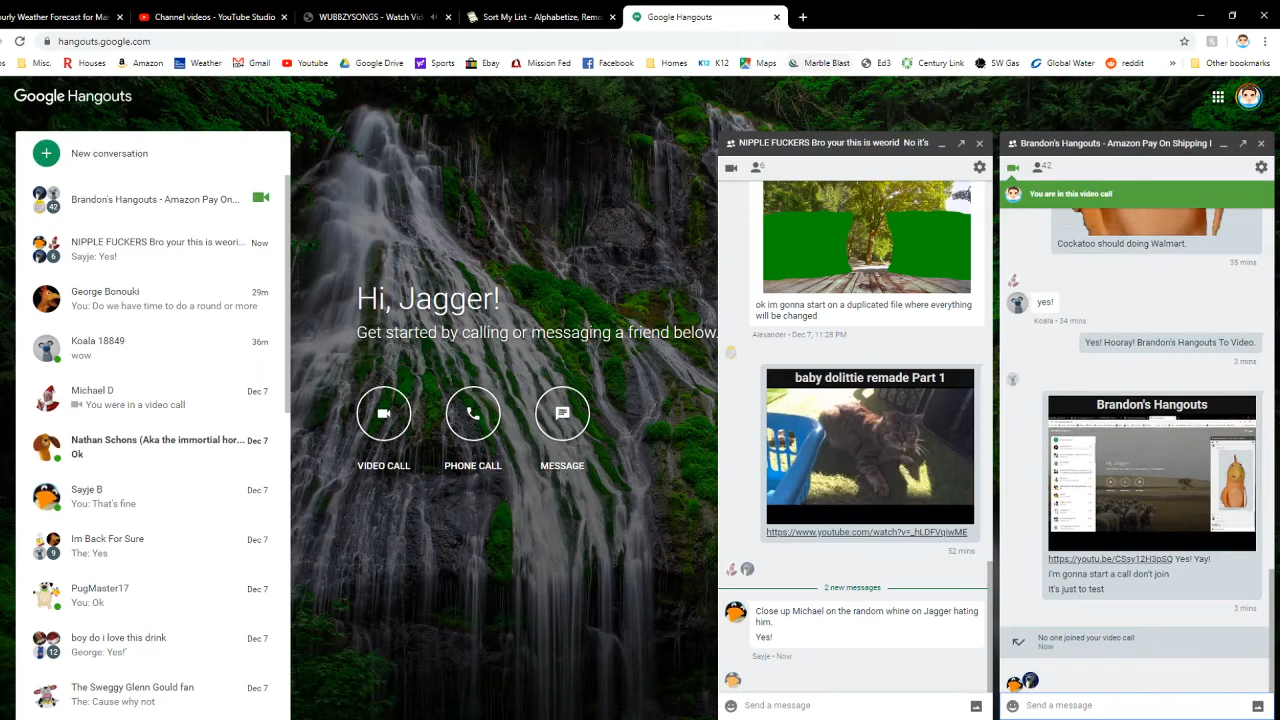 ourly Weather Forecast for Mar
Channel videos - YouTube Studio
WUBBZYSONGS - Watch Vid
Sort My List - Alphabetize, Remo
Google Hangouts
hangouts.google.com
s
Misc.
Houses
Amazon
Weather
Gmail
Youtube
Google Drive
Sports
Ebay
Mission Fed
Facebook
Homes
K12
K12
Maps
Marble Blast
Ed3
Century Link
SW Gas
Global Water
reddit
Other bookmarks
Google Hangouts
New conversation
42
Brandon's Hangouts - Amazon Pay On...
6
NIPPLE FUCKERS Bro your this is weori...
Now
Sayje: Yes!
George Bonouki
29m
You: Do we have time to do a round or more
Koala 18849
36m
wow
Michael D
Dec 7
You were in a video call
Nathan Schons (Aka the immortial hor...
Dec 7
Ok
Sayje B
Dec 7
You: That's fine
9
Im Back For Sure
Dec 7
The: Yes
PugMaster17
Dec 7
You: Ok
12
boy do i love this drink
Dec 7
George: Yes!'
The Sweggy Glenn Gould fan
Dec 7
The: Cause why not
Hi, Jagger!
Get started by calling or messaging a friend below.
VIDEO CALL
PHONE CALL
MESSAGE
NIPPLE FUCKERS Bro your this is weorid No it's
6
ok im gonna start on a duplicated file where everything
will be changed
Alexander • Dec 7, 11:28 PM
baby dolittie remade Part 1
https://www.youtube.com/watch?v=_hLDFVqiwME
52 mins
2 new messages
Close up Michael on the random whine on Jagger hating
him.
Yes!
Sayje • Now
Send a message
Brandon's Hangouts - Amazon Pay On Shipping I
42
You are in this video call
Cockatoo should doing Walmart.
35 mins
yes!
Koala • 34 mins
Yes! Hooray! Brandon's Hangouts To Video.
3 mins
Brandon's Hangouts
Hi, Jagger!
https://youtu.be/CSsy12H3pSQ Yes! Yay!
I'm gonna start a call don't join
It's just to test
3 mins
No one joined your video call
Now
Send a message